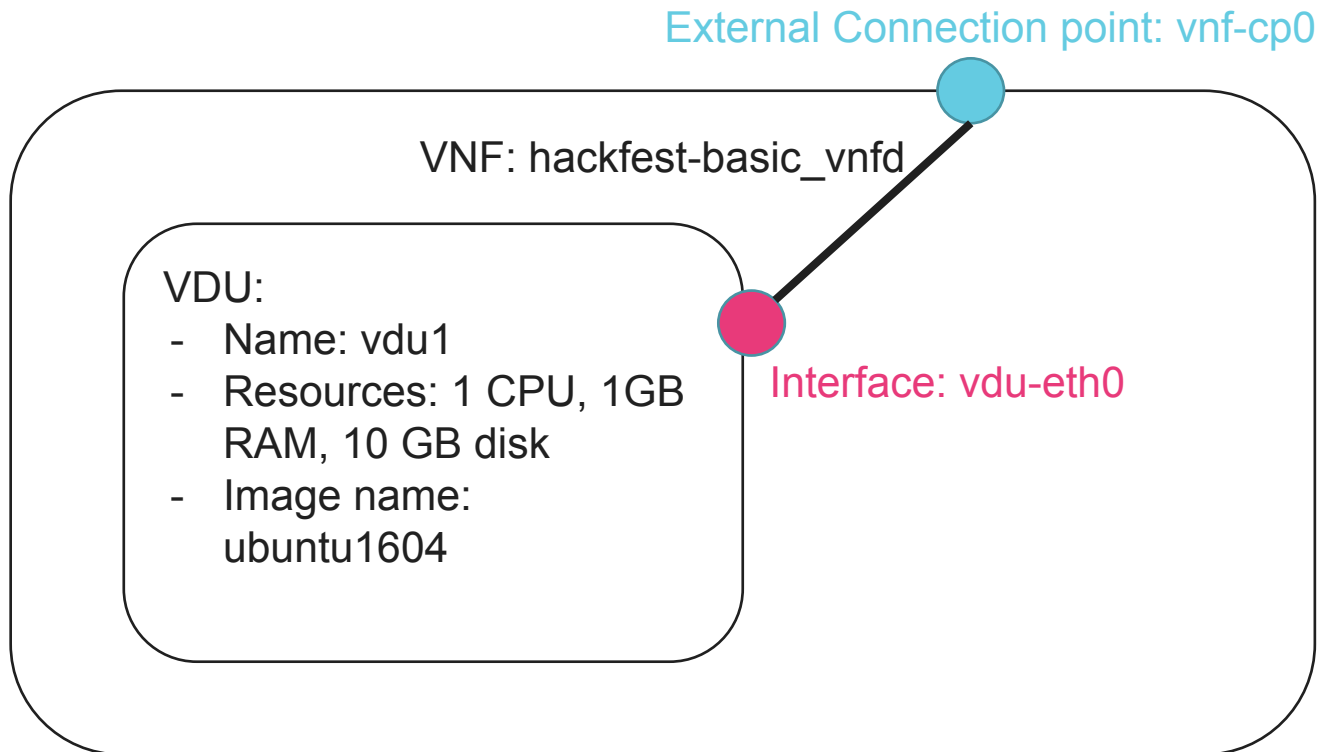 External Connection point: vnf-cp0
VNF: hackfest-basic_vnfd
VDU:
- Name: vdu1
- Resources: 1 CPU, 1GB
RAM, 10 GB disk
- Image name:
ubuntu1604
Interface: vdu-eth0